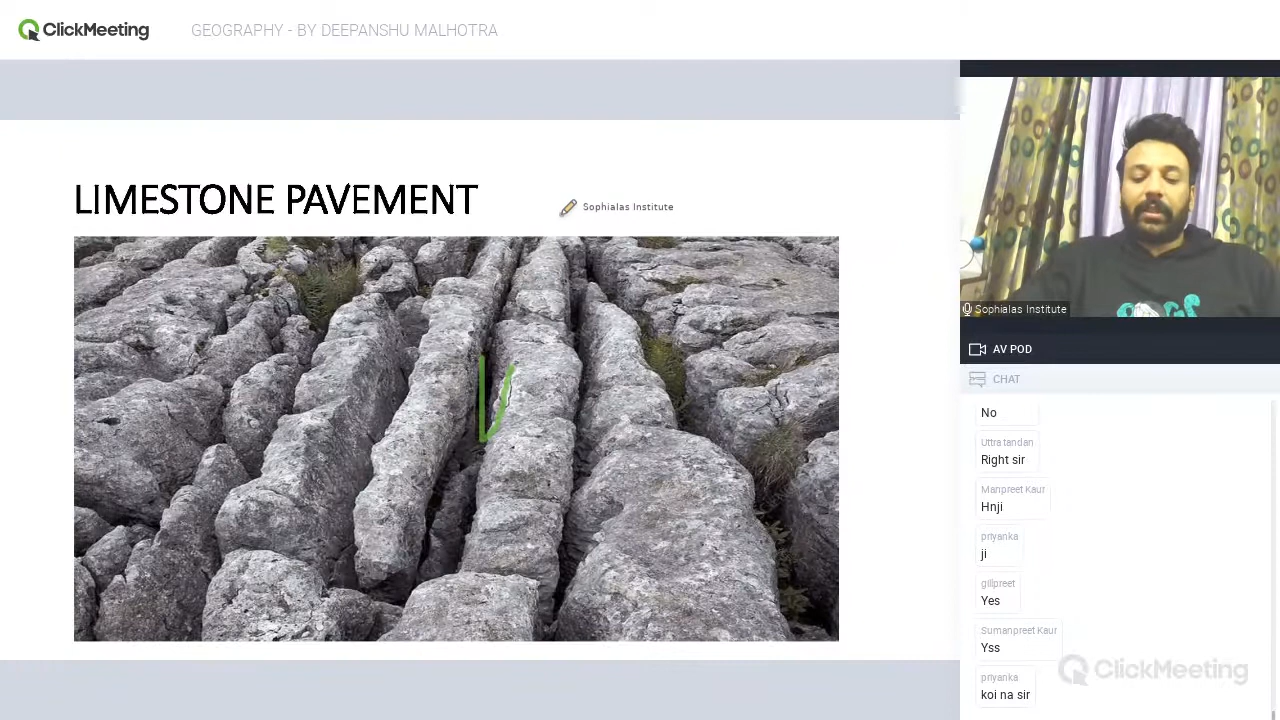 ClickMeeting
GEOGRAPHY - BY DEEPANSHU MALHOTRA
LIMESTONE PAVEMENT
Sophialas Institute
Sophialas Institute
AV POD
CHAT
No
Uttra tandan
Right sir
Manpreet Kaur
Hnji
priyanka
ji
gillpreet
Yes
Sumanpreet Kaur
Yss
priyanka
koi na sir
ClickMeeting